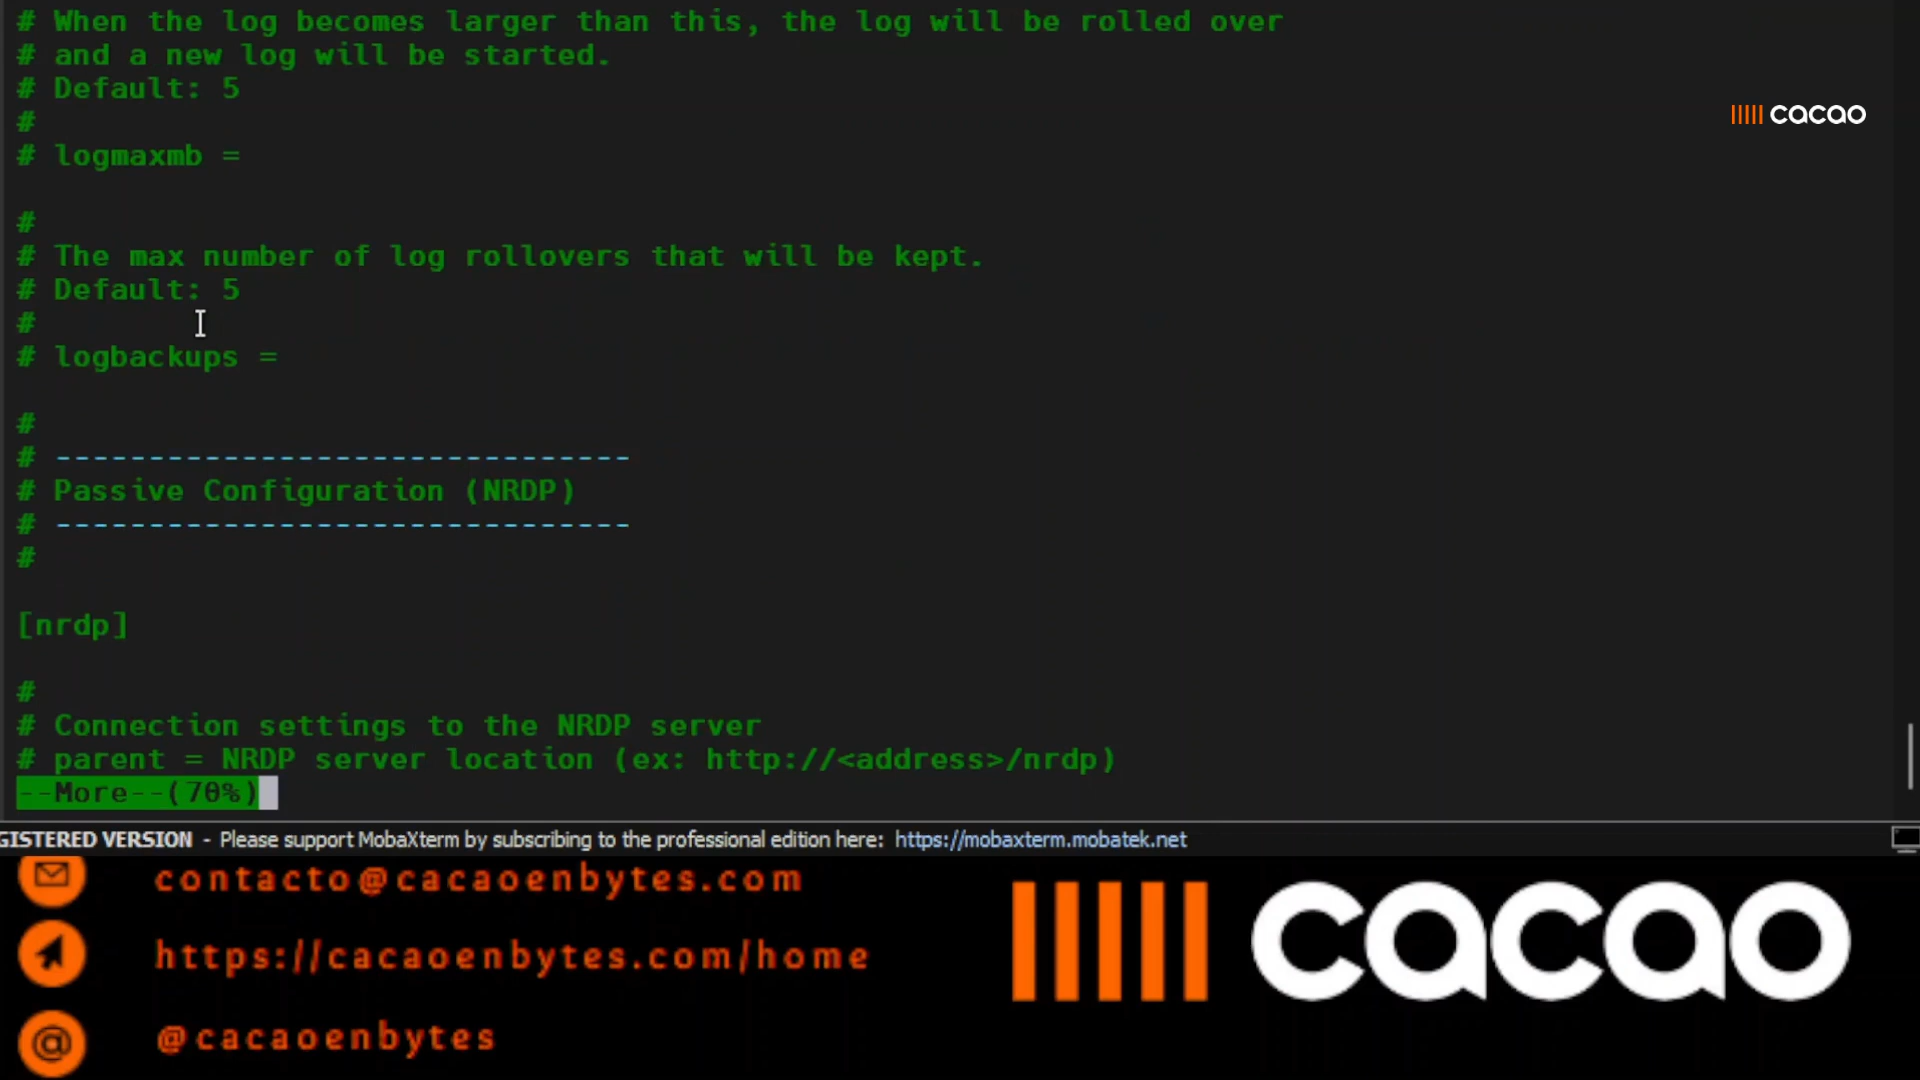 # When the log becomes larger than this, the log will be rolled over
# and a new log will be started.
# Default: 5
#
cacao
# logmaxmb =
#
# The max number of log rollovers that will be kept.
# Default: 5
#
# logbackups =
#
# -------------------------------
# Passive Configuration (NRDP)
# -------------------------------
#
[nrdp]
#
# Connection settings to the NRDP server
# parent = NRDP server location (ex: http://<address>/nrdp)
--More--(70%)
GISTERED VERSION - Please support MobaXterm by subscribing to the professional edition here: https://mobaxterm.mobatek.net
contacto@cacaoenbytes.com
https://cacaoenbytes.com/home
@cacaoenbytes
cacao